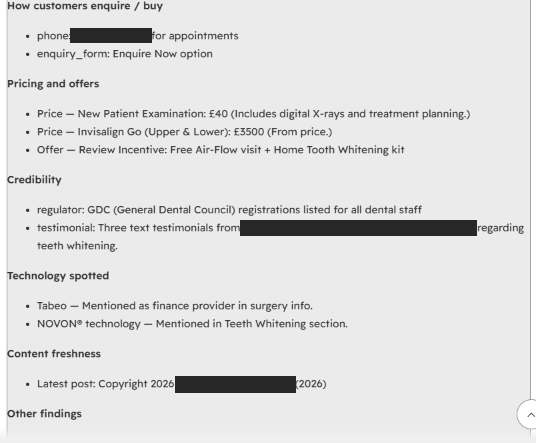 How customers enquire / buy
phone: for appointments
enquiry_form: Enquire Now option
Pricing and offers
Price — New Patient Examination: £40 (Includes digital X-rays and treatment planning.)
Price — Invisalign Go (Upper & Lower): £3500 (From price.)
Offer — Review Incentive: Free Air-Flow visit + Home Tooth Whitening kit
Credibility
regulator: GDC (General Dental Council) registrations listed for all dental staff
testimonial: Three text testimonials from regarding
teeth whitening.
Technology spotted
Tabeo — Mentioned as finance provider in surgery info.
NOVON® technology — Mentioned in Teeth Whitening section.
Content freshness
Latest post: Copyright 2026 (2026)
Other findings